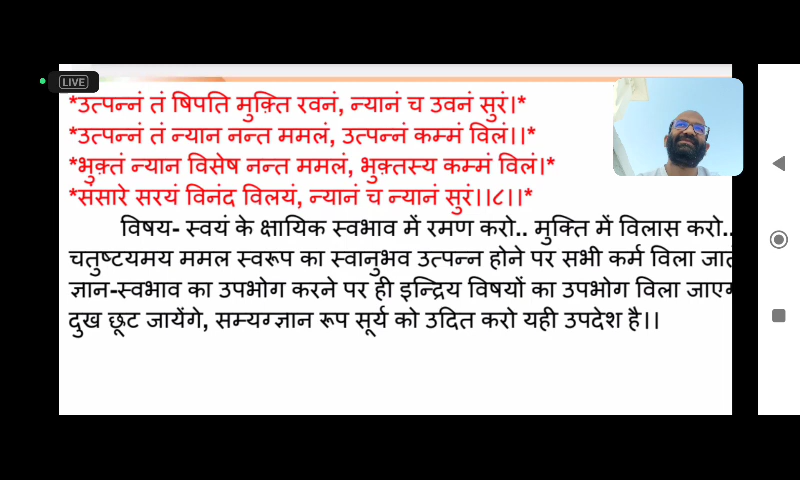 LIVE
*उत्पन्नं तं षिपति मुक़्ति रवनं, न्यानं च उवनं सुरं।*
*उत्पन्नं तं न्यान नन्त ममलं, उत्पन्नं कम्मं विलं।।*
*भुक़्तं न्यान विसेष नन्त ममलं, भुक़्तस्य कम्मं विलं।*
*संसारे सरयं विनंद विलयं, न्यानं च न्यानं सुरं।।८।।*
विषय- स्वयं के क्षायिक स्वभाव में रमण करो.. मुक्ति में विलास करो..
चतुष्टयमय ममल स्वरूप का स्वानुभव उत्पन्न होने पर सभी कर्म विला
ज्ञान-स्वभाव का उपभोग करने पर ही इन्द्रिय विषयों का उपभोग विला
दुख छूट जायेंगे, सम्यग्ज्ञान रूप सूर्य को उदित करो यही उपदेश है।।